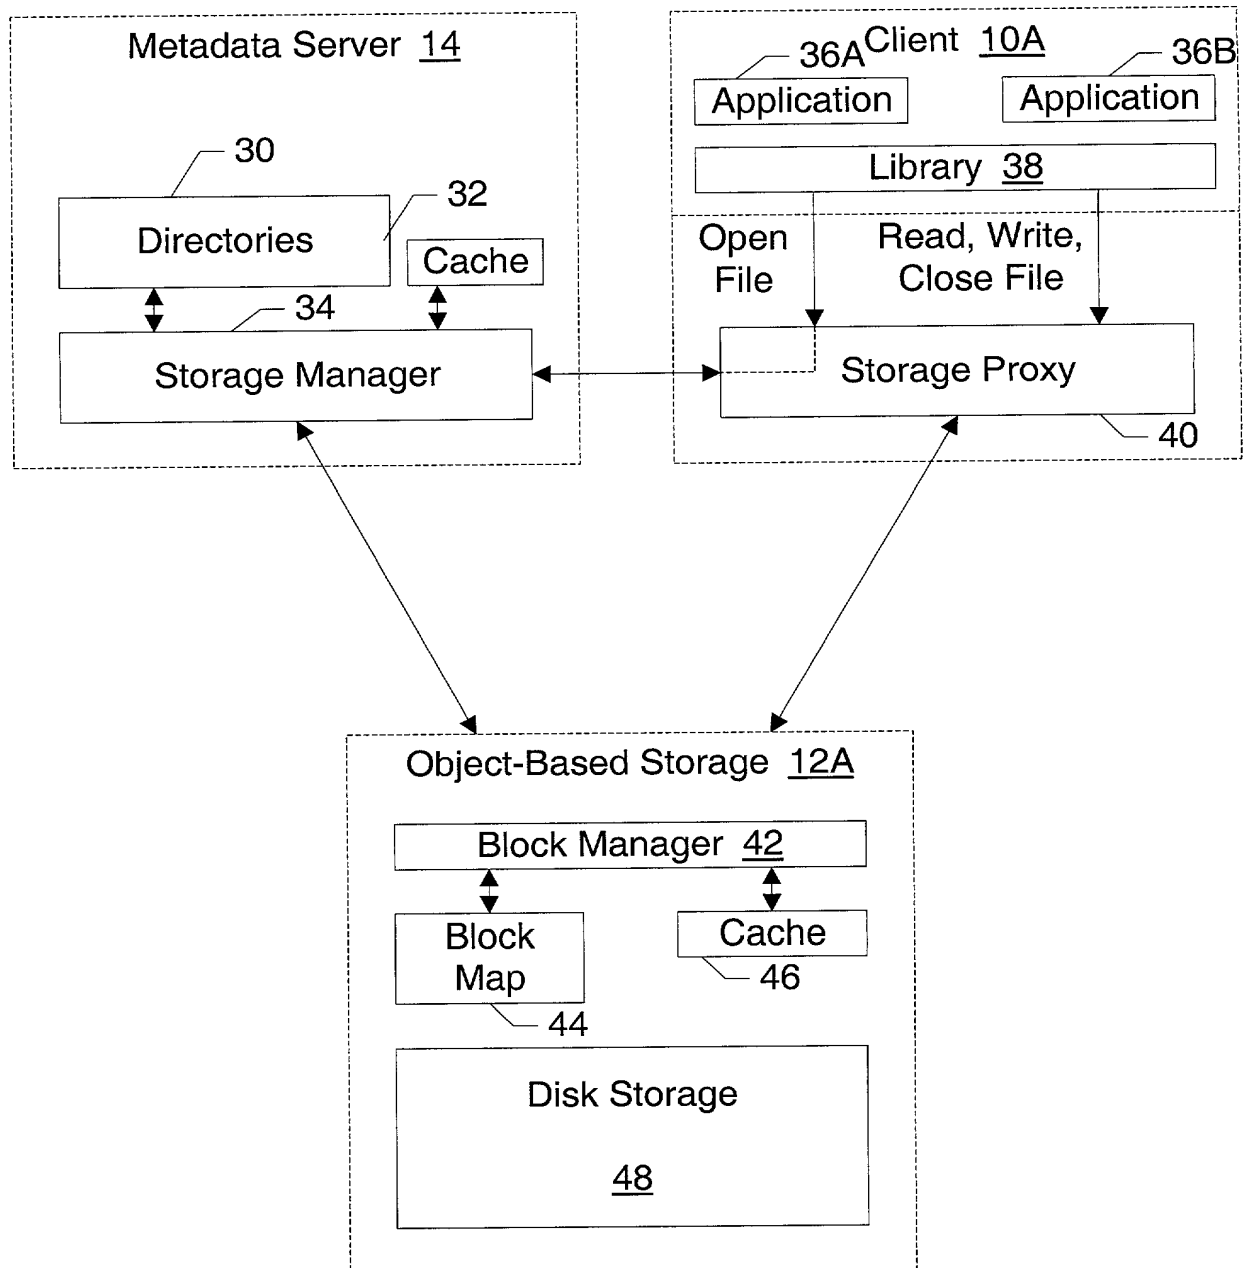 Metadata Server 14
30
32
Directories
Cache
34
Storage Manager
Client 10A
36A
36B
Application
Application
Library 38
Open
File
Read, Write,
Close File
Storage Proxy
40
Object-Based Storage 12A
Block Manager 42
Block
Map
44
Cache
46
Disk Storage
48